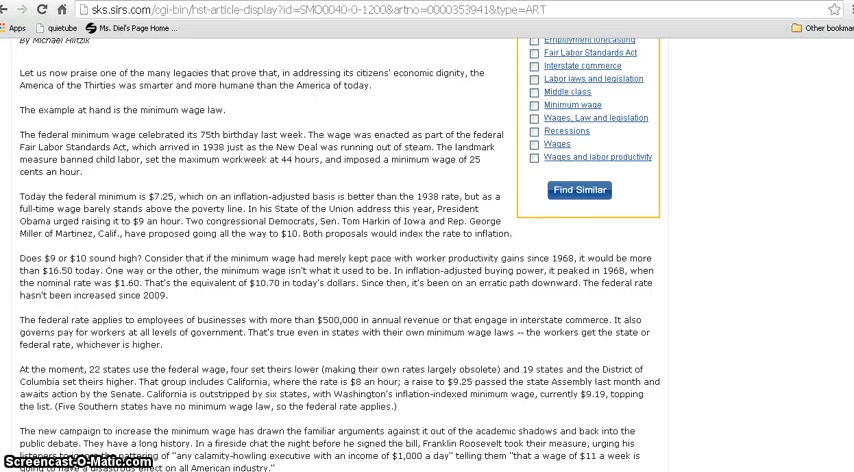 sks.sirs.com/cgi-bin/hst-article-display?id=SMO0040-0-1200&artno=0000353941&type=ART
Apps quietube Ms. Diel's Page Home ... Other bookmar
By Michael Hiltzik
Let us now praise one of the many legacies that prove that, in addressing its citizens' economic dignity, the
America of the Thirties was smarter and more humane than the America of today.
The example at hand is the minimum wage law.
The federal minimum wage celebrated its 75th birthday last week. The wage was enacted as part of the federal
Fair Labor Standards Act, which arrived in 1938 just as the New Deal was running out of steam. The landmark
measure banned child labor, set the maximum workweek at 44 hours, and imposed a minimum wage of 25
cents an hour.
Today the federal minimum is $7.25, which on an inflation-adjusted basis is better than the 1938 rate, but as a
full-time wage barely stands above the poverty line. In his State of the Union address this year, President
Obama urged raising it to $9 an hour. Two congressional Democrats, Sen. Tom Harkin of Iowa and Rep. George
Miller of Martinez, Calif., have proposed going all the way to $10. Both proposals would index the rate to inflation.
Employment forecasting
Fair Labor Standards Act
Interstate commerce
Labor laws and legislation
Middle class
Minimum wage
Wages, Law and legislation
Recessions
Wages
Wages and labor productivity
Find Similar
Does $9 or $10 sound high? Consider that if the minimum wage had merely kept pace with worker productivity gains since 1968, it would be more
than $16.50 today. One way or the other, the minimum wage isn't what it used to be. In inflation-adjusted buying power, it peaked in 1968, when
the nominal rate was $1.60. That's the equivalent of $10.70 in today's dollars. Since then, it's been on an erratic path downward. The federal rate
hasn't been increased since 2009.
The federal rate applies to employees of businesses with more than $500,000 in annual revenue or that engage in interstate commerce. It also
governs pay for workers at all levels of government. That's true even in states with their own minimum wage laws -- the workers get the state or
federal rate, whichever is higher.
At the moment, 22 states use the federal wage, four set theirs lower (making their own rates largely obsolete) and 19 states and the District of
Columbia set theirs higher. That group includes California, where the rate is $8 an hour; a raise to $9.25 passed the state Assembly last month and
awaits action by the Senate. California is outstripped by six states, with Washington's inflation-indexed minimum wage, currently $9.19, topping
the list. (Five Southern states have no minimum wage law, so the federal rate applies.)
The new campaign to increase the minimum wage has drawn the familiar arguments against it out of the academic shadows and back into the
public debate. They have a long history. In a fireside chat the night before he signed the bill, Franklin Roosevelt took their measure, urging his
listeners to ignore the pattering of "any calamity-howling executive with an income of $1,000 a day" telling them "that a wage of $11 a week is
going to have a disastrous effect on all American industry."
Screencast-O-Matic.com